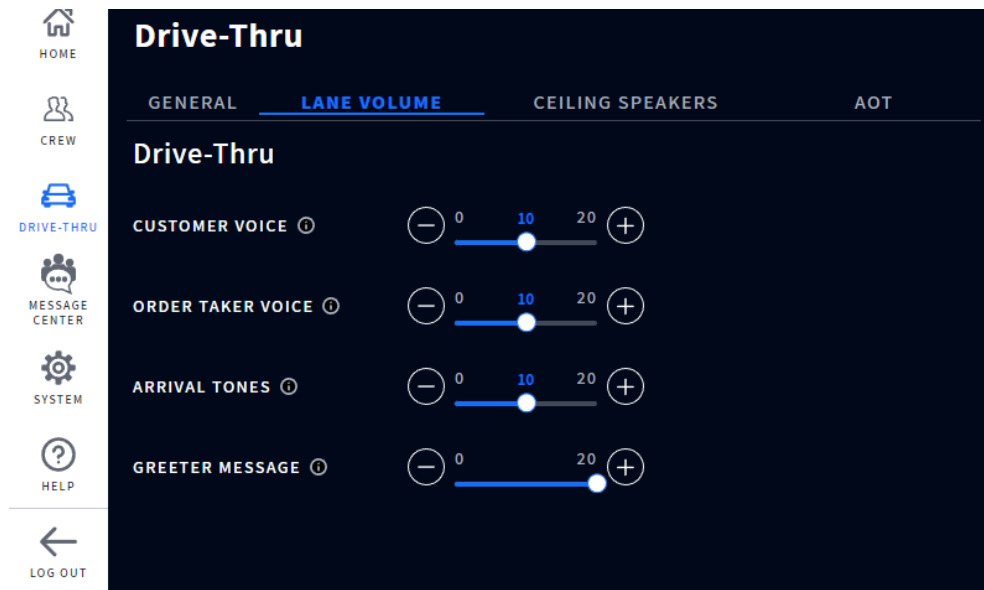 HOME
CREW
DRIVE-THRU
MESSAGE
CENTER
SYSTEM
HELP
LOG OUT
Drive-Thru
GENERAL LANE VOLUME CEILING SPEAKERS AOT
Drive-Thru
CUSTOMER VOICE 0 10 20
ORDER TAKER VOICE 0 10 20
ARRIVAL TONES 0 10 20
GREETER MESSAGE 0 20